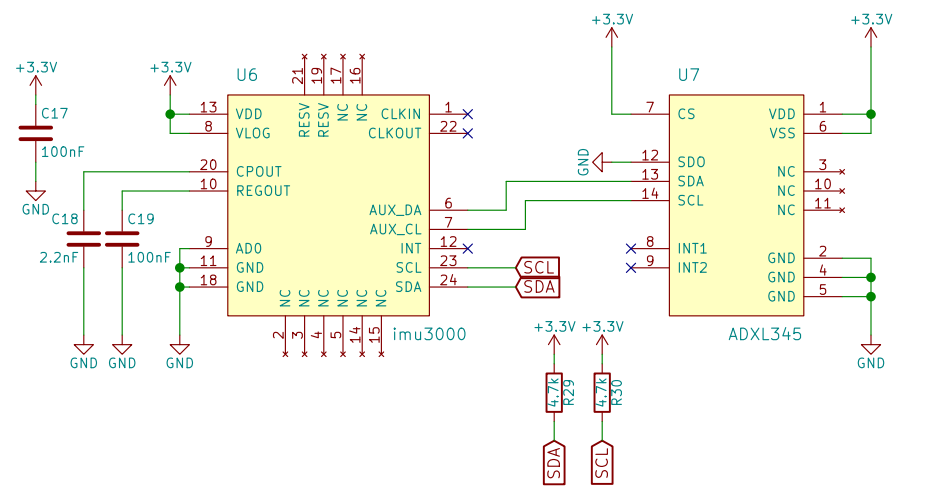 +3.3V
C17
100nF
GND
+3.3V
U6
21
19
17
16
RESV
RESV
NC
NC
13 VDD
8 VLOG
20 CPOUT
10 REGOUT
9 AD0
11 GND
18 GND
CLKIN 1
CLKOUT 22
AUX_DA 6
AUX_CL 7
INT 12
SCL 23
SDA 24
SCL
SDA
NC
NC
NC
NC
NC
NC
2
3
4
5
14
15
imu3000
C18
2.2nF
C19
100nF
GND
GND
GND
+3.3V
+3.3V
U7
7 CS
GND
12 SDO
13 SDA
14 SCL
8 INT1
9 INT2
VDD 1
VSS 6
NC 3
NC 10
NC 11
GND 2
GND 4
GND 5
ADXL345
GND
+3.3V
+3.3V
4.7k
R29
4.7k
R30
SDA
SCL